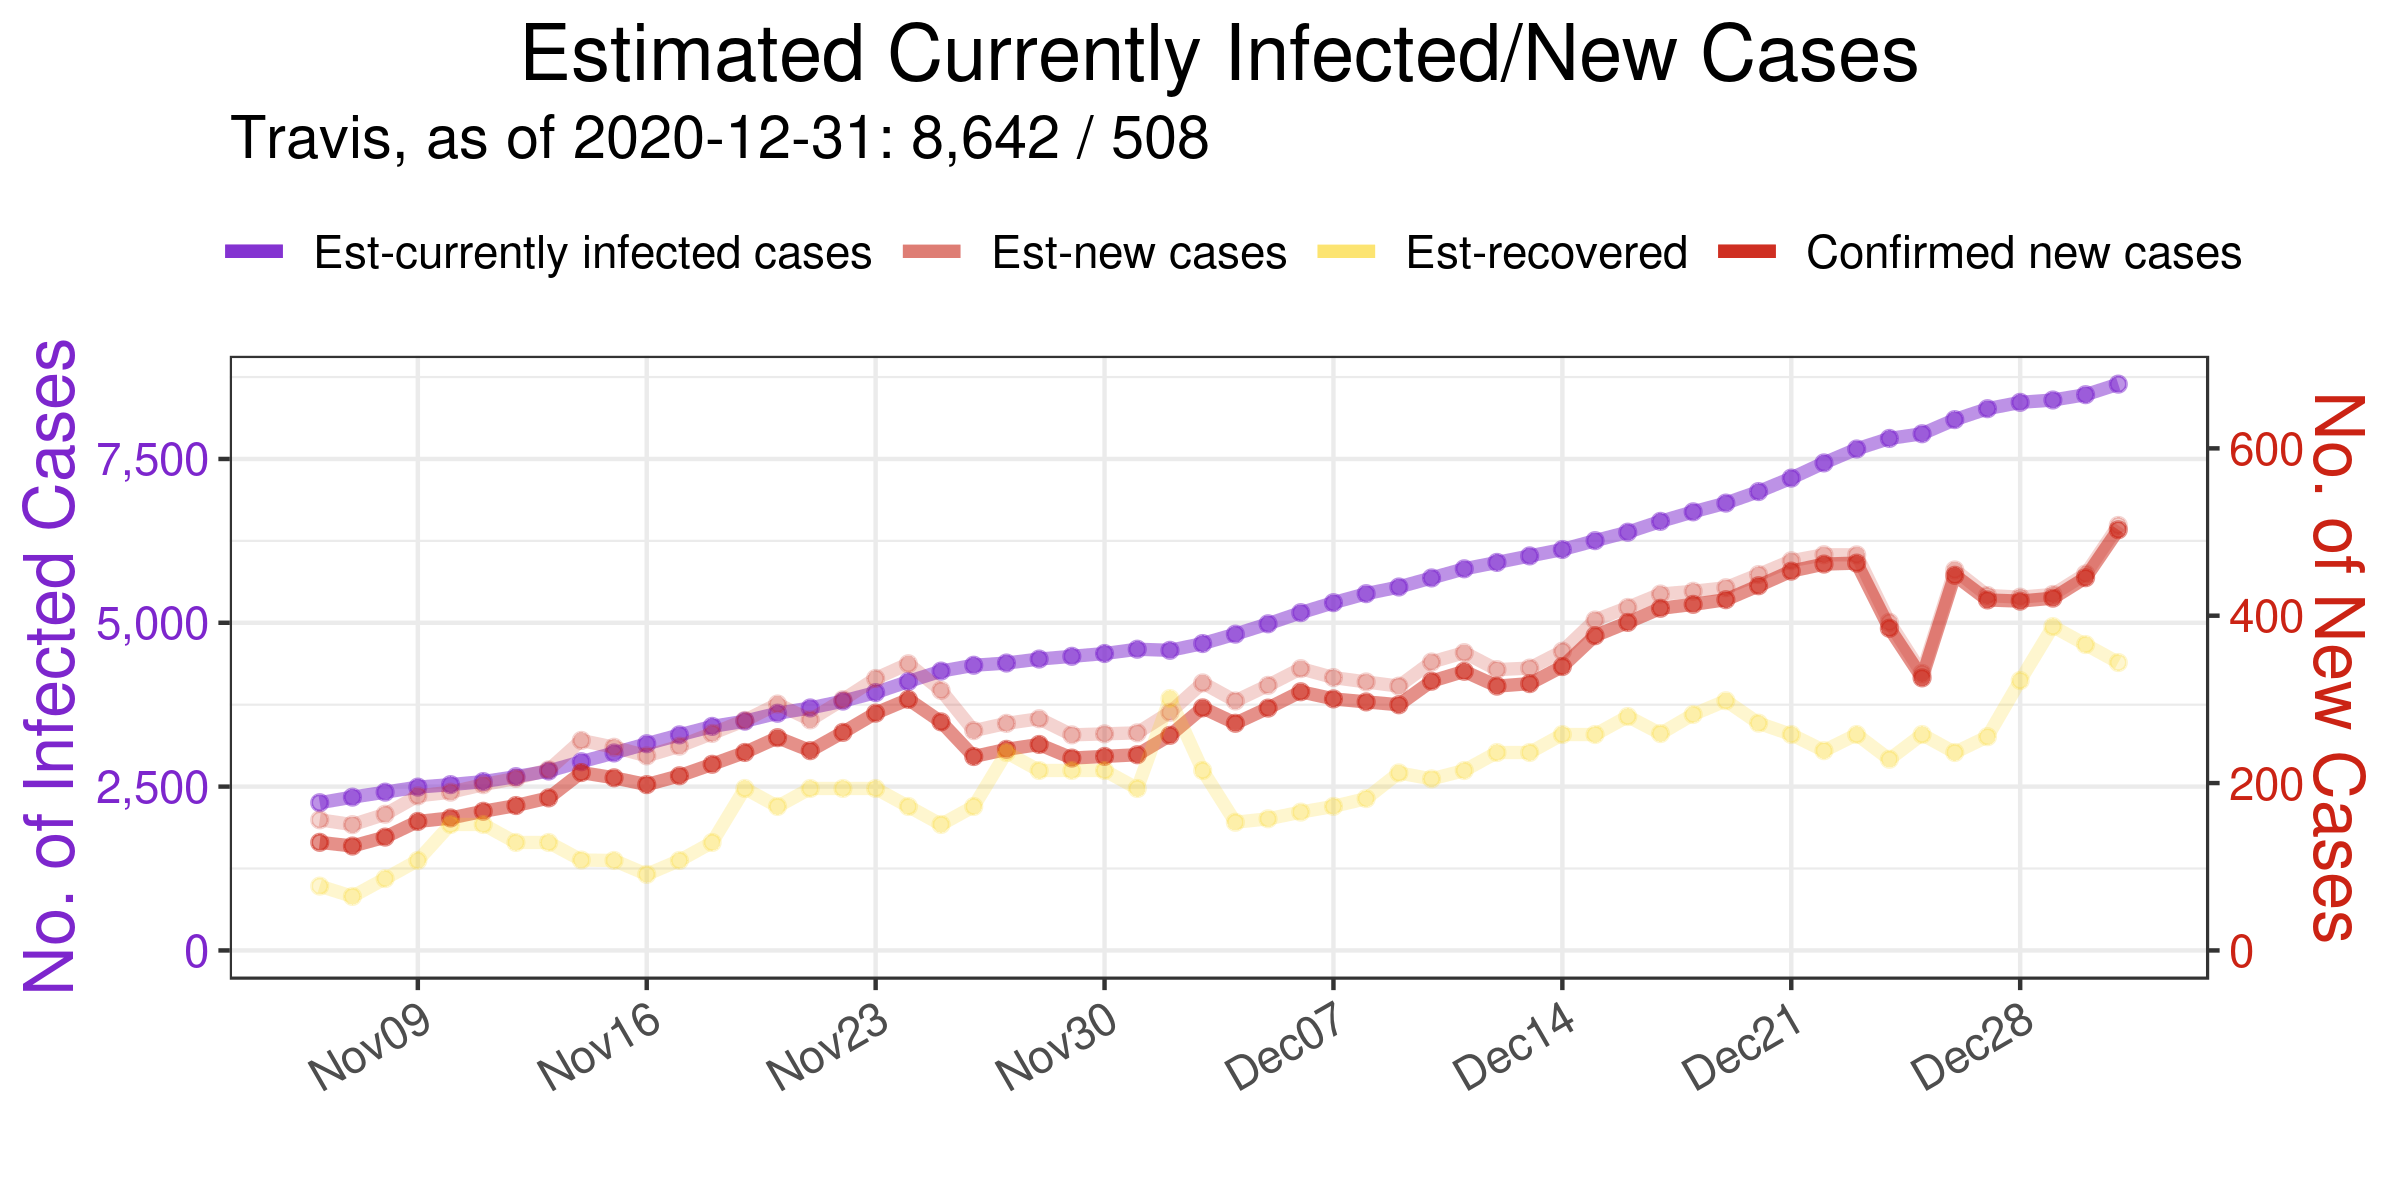 Estimated Currently Infected/New Cases
Travis, as of 2020-12-31: 8,642 / 508
Est-currently infected cases Est-new cases Est-recovered Confirmed new cases
No. of Infected Cases
7,500
5,000
2,500
0
600
400
200
0
No. of New Cases
Nov09 Nov16 Nov23 Nov30 Dec07 Dec14 Dec21 Dec28